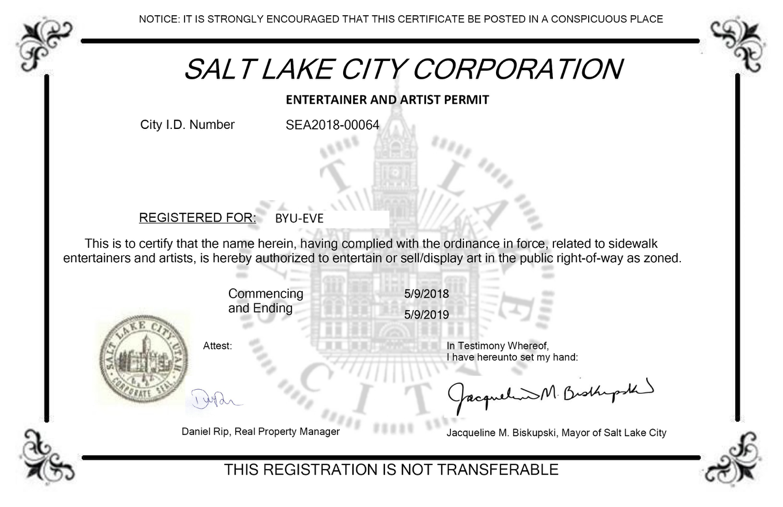 NOTICE: IT IS STRONGLY ENCOURAGED THAT THIS CERTIFICATE BE POSTED IN A CONSPICUOUS PLACE
SALT LAKE CITY CORPORATION
ENTERTAINER AND ARTIST PERMIT
City I.D. Number SEA2018-00064
SALT LAKE CITY
REGISTERED FOR: BYU-EVE
This is to certify that the name herein, having complied with the ordinance in force, related to sidewalk
entertainers and artists, is hereby authorized to entertain or sell/display art in the public right-of-way as zoned.
Commencing 5/9/2018
and Ending 5/9/2019
SALT LAKE CITY, UTAH
CORPORATE SEAL
Attest:
In Testimony Whereof,
I have hereunto set my hand:
Jacqueline M. Biskupski
Daniel Rip, Real Property Manager
Jacqueline M. Biskupski, Mayor of Salt Lake City
THIS REGISTRATION IS NOT TRANSFERABLE